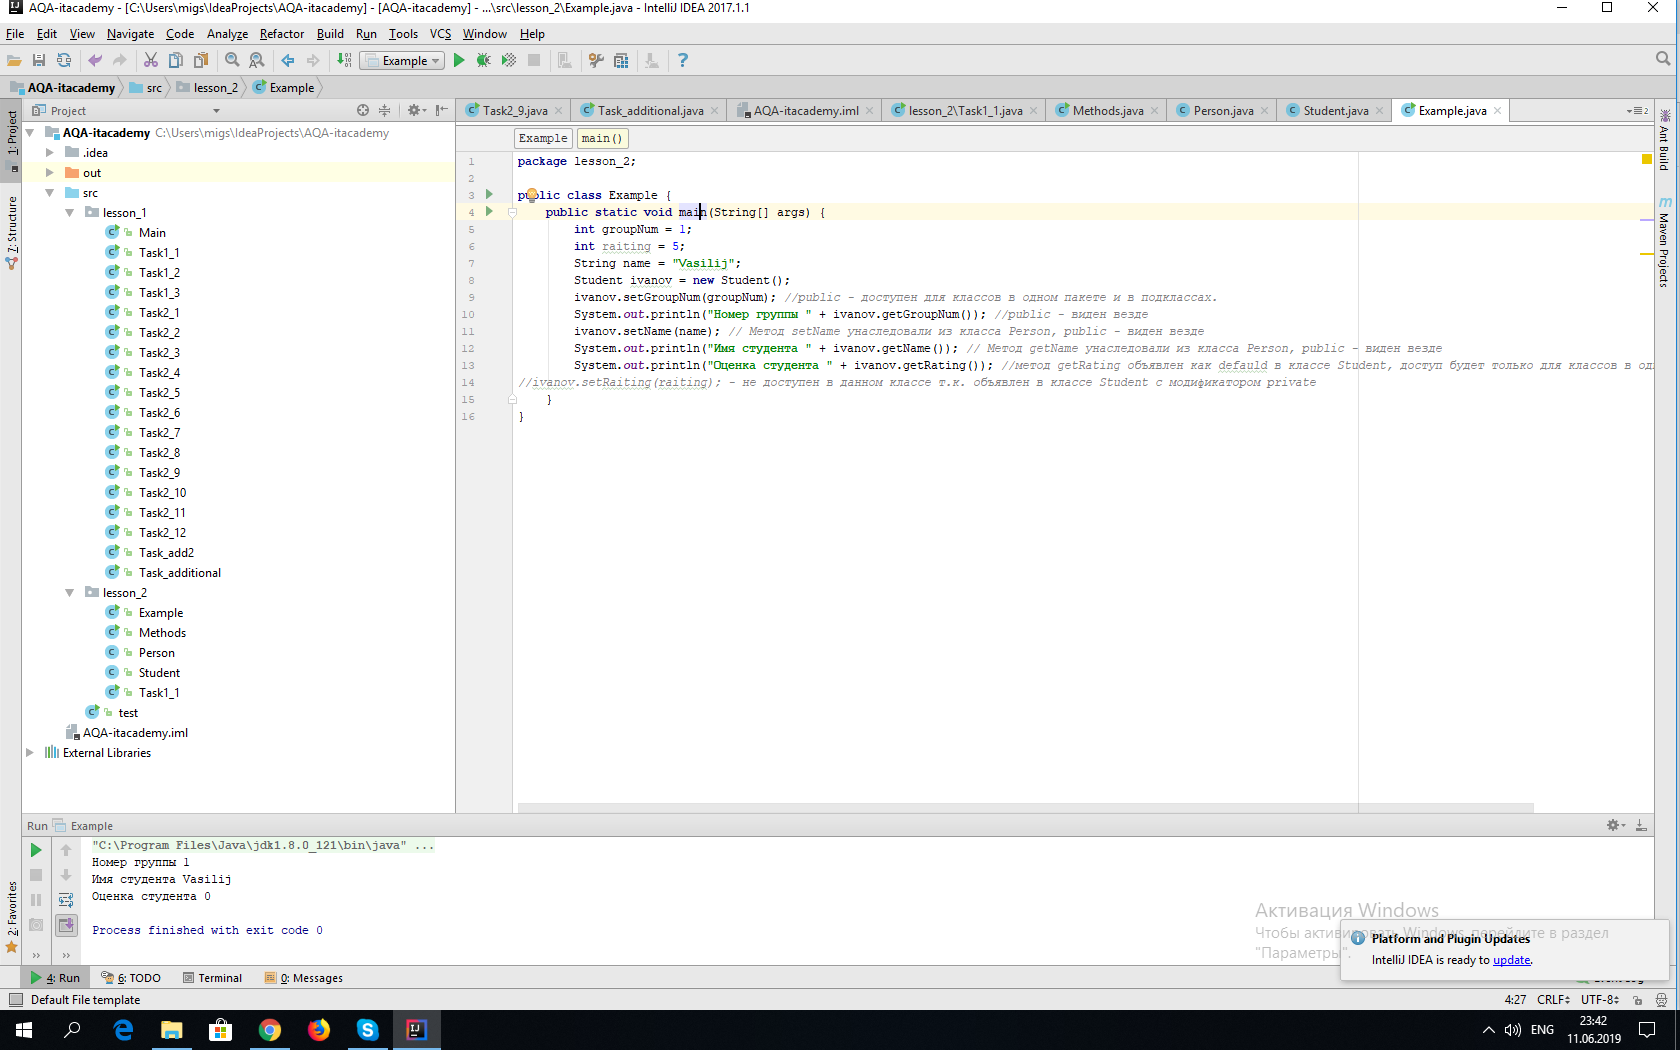 AQA-itacademy - [C:\Users\migs\IdeaProjects\AQA-itacademy] - [AQA-itacademy] - ...\src\lesson_2\Example.java - IntelliJ IDEA 2017.1.1
File Edit View Navigate Code Analyze Refactor Build Run Tools VCS Window Help
Example
AQA-itacademy src lesson_2 Example
Project
Task2_9.java Task_additional.java AQA-itacademy.iml lesson_2\Task1_1.java Methods.java Person.java Student.java Example.java
1: Project
7: Structure
2: Favorites
Ant Build
Maven Projects
AQA-itacademy C:\Users\migs\IdeaProjects\AQA-itacademy
.idea
out
src
lesson_1
Main
Task1_1
Task1_2
Task1_3
Task2_1
Task2_2
Task2_3
Task2_4
Task2_5
Task2_6
Task2_7
Task2_8
Task2_9
Task2_10
Task2_11
Task2_12
Task_add2
Task_additional
lesson_2
Example
Methods
Person
Student
Task1_1
test
AQA-itacademy.iml
External Libraries
Example main()
1 package lesson_2;
2
3 public class Example {
4 public static void main(String[] args) {
5 int groupNum = 1;
6 int raiting = 5;
7 String name = "Vasilij";
8 Student ivanov = new Student();
9 ivanov.setGroupNum(groupNum); //public - доступен для классов в одном пакете и в подклассах.
10 System.out.println("Номер группы " + ivanov.getGroupNum()); //public - виден везде
11 ivanov.setName(name); // Метод setName унаследовали из класса Person, public - виден везде
12 System.out.println("Имя студента " + ivanov.getName()); // Метод getName унаследовали из класса Person, public - виден везде
13 System.out.println("Оценка студента " + ivanov.getRating()); //метод getRating объявлен как defauld в классе Student, доступ будет только для классов в
14 //ivanov.setRaiting(raiting); - не доступен в данном классе т.к. объявлен в классе Student с модификатором private
15 }
16 }
Run Example
"C:\Program Files\Java\jdk1.8.0_121\bin\java" ...
Номер группы 1
Имя студента Vasilij
Оценка студента 0
Process finished with exit code 0
Активация Windows
Чтобы активировать Windows, перейдите в раздел
"Параметры".
Platform and Plugin Updates
IntelliJ IDEA is ready to update.
4: Run 6: TODO Terminal 0: Messages
Default File template
4:27 CRLF UTF-8
ENG
23:42
11.06.2019